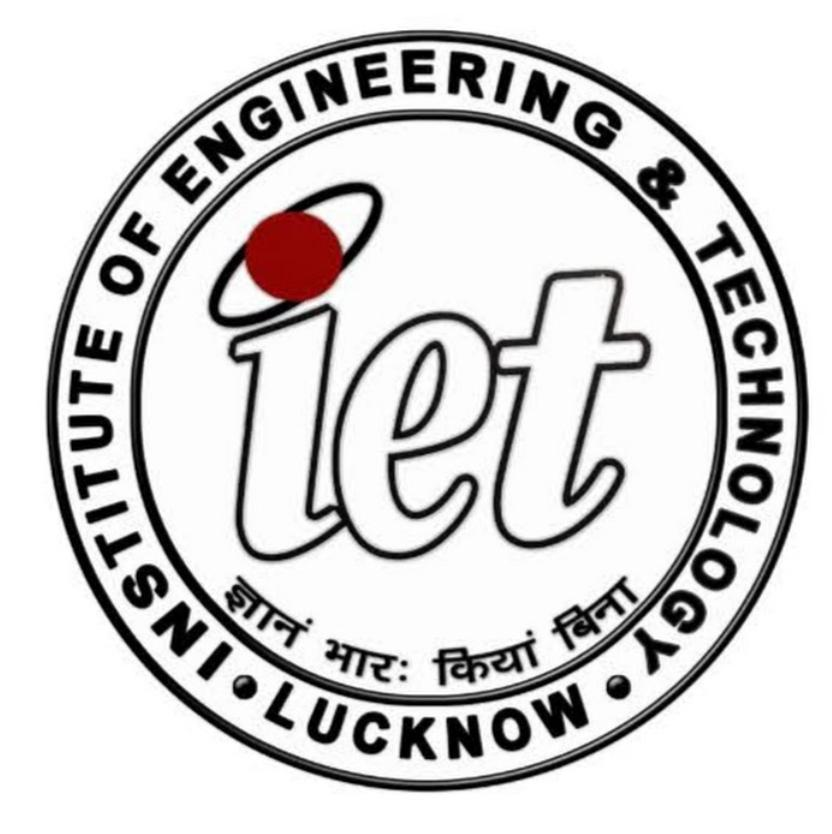 INSTITUTE OF ENGINEERING & TECHNOLOGY
iet
ज्ञानं भारः कियां बिना
• LUCKNOW •